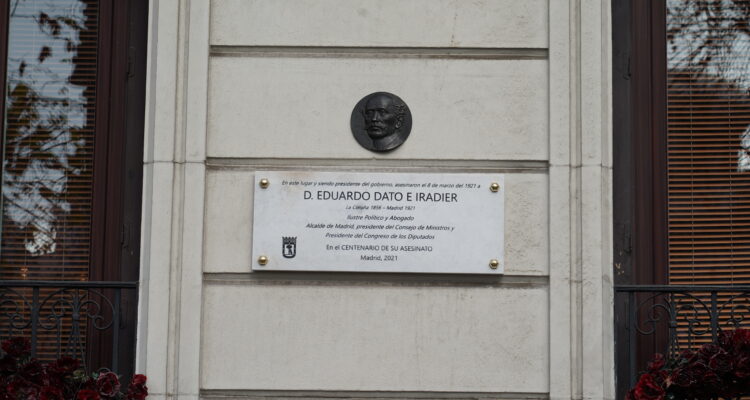 En este lugar y siendo presidente del gobierno, asesinaron el 8 de marzo del 1921 a
D. EDUARDO DATO E IRADIER
La Coruña 1856 – Madrid 1921
Ilustre Político y Abogado
Alcalde de Madrid, presidente del Consejo de Ministros y
Presidente del Congreso de los Diputados
En el CENTENARIO DE SU ASESINATO
Madrid, 2021